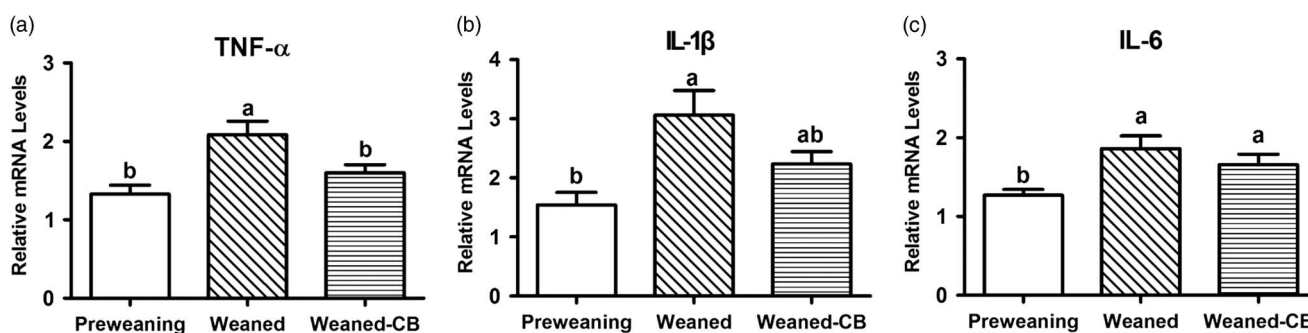 (a)
TNF-α
Relative mRNA Levels
3
2
1
0
b
a
b
Preweaning Weaned Weaned-CB
(b)
IL-1β
Relative mRNA Levels
4
3
2
1
0
b
a
ab
Preweaning Weaned Weaned-CB
(c)
IL-6
Relative mRNA Levels
3
2
1
0
b
a
a
Preweaning Weaned Weaned-CB